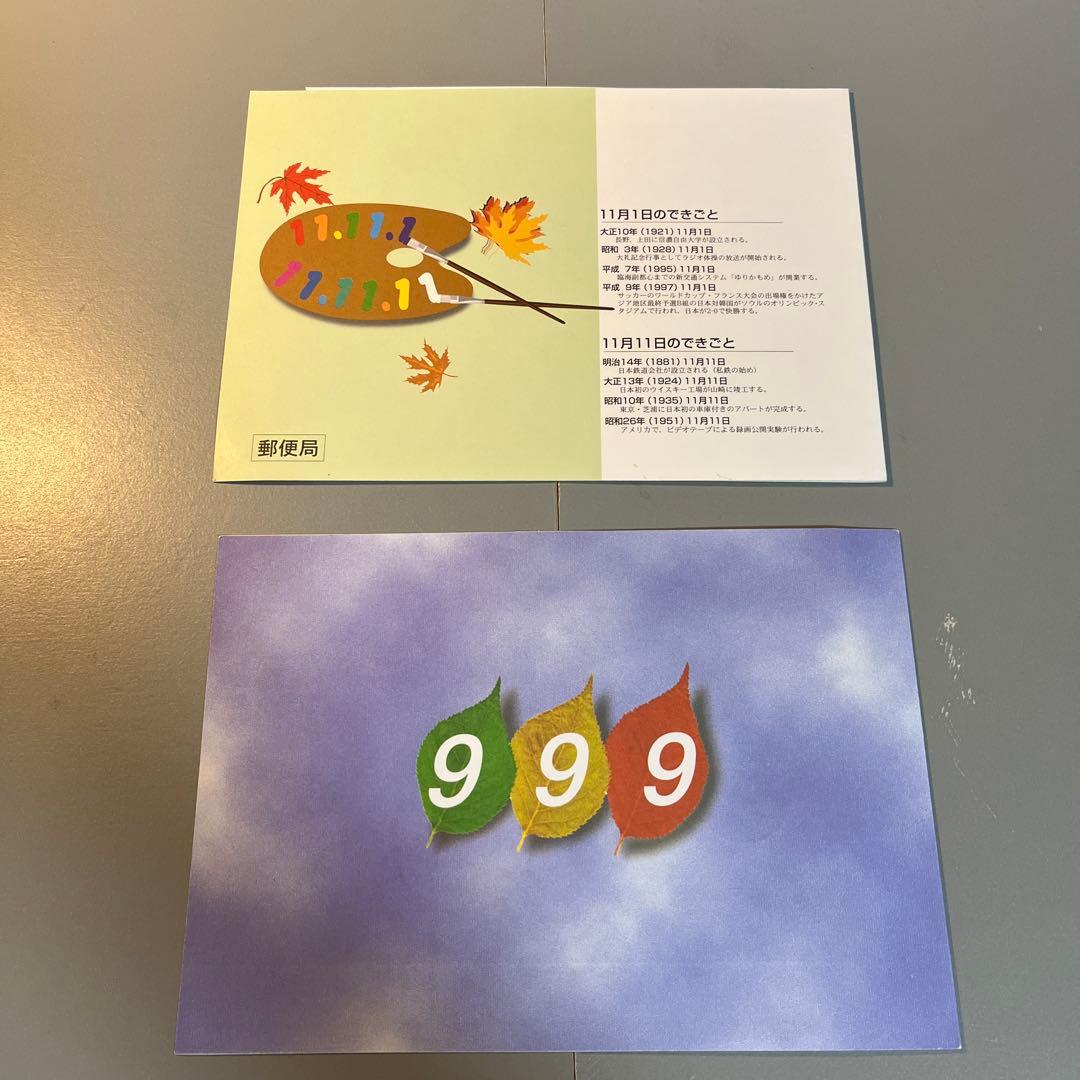 11.11.1
11.11.11
郵便局
11月1日のできごと
大正10年(1921)11月1日
長野、上田に信濃自由大学が設立される。
昭和 3年(1928)11月1日
大礼記念行事としてラジオ体操の放送が開始される。
平成 7年(1995)11月1日
臨海副都心までの新交通システム「ゆりかもめ」が開業する。
平成 9年(1997)11月1日
サッカーのワールドカップ・フランス大会の出場権をかけたア
ジア地区最終予選B組の日本対韓国がソウルのオリンピック・ス
タジアムで行われ、日本が2-0で快勝する。
11月11日のできごと
明治14年(1881)11月11日
日本鉄道会社が設立される(私鉄の始め)
大正13年(1924)11月11日
日本初のウイスキー工場が山崎に竣工する。
昭和10年(1935)11月11日
東京・芝浦に日本初の車庫付きのアパートが完成する。
昭和26年(1951)11月11日
アメリカで、ビデオテープによる録画公開実験が行われる。
9 9 9